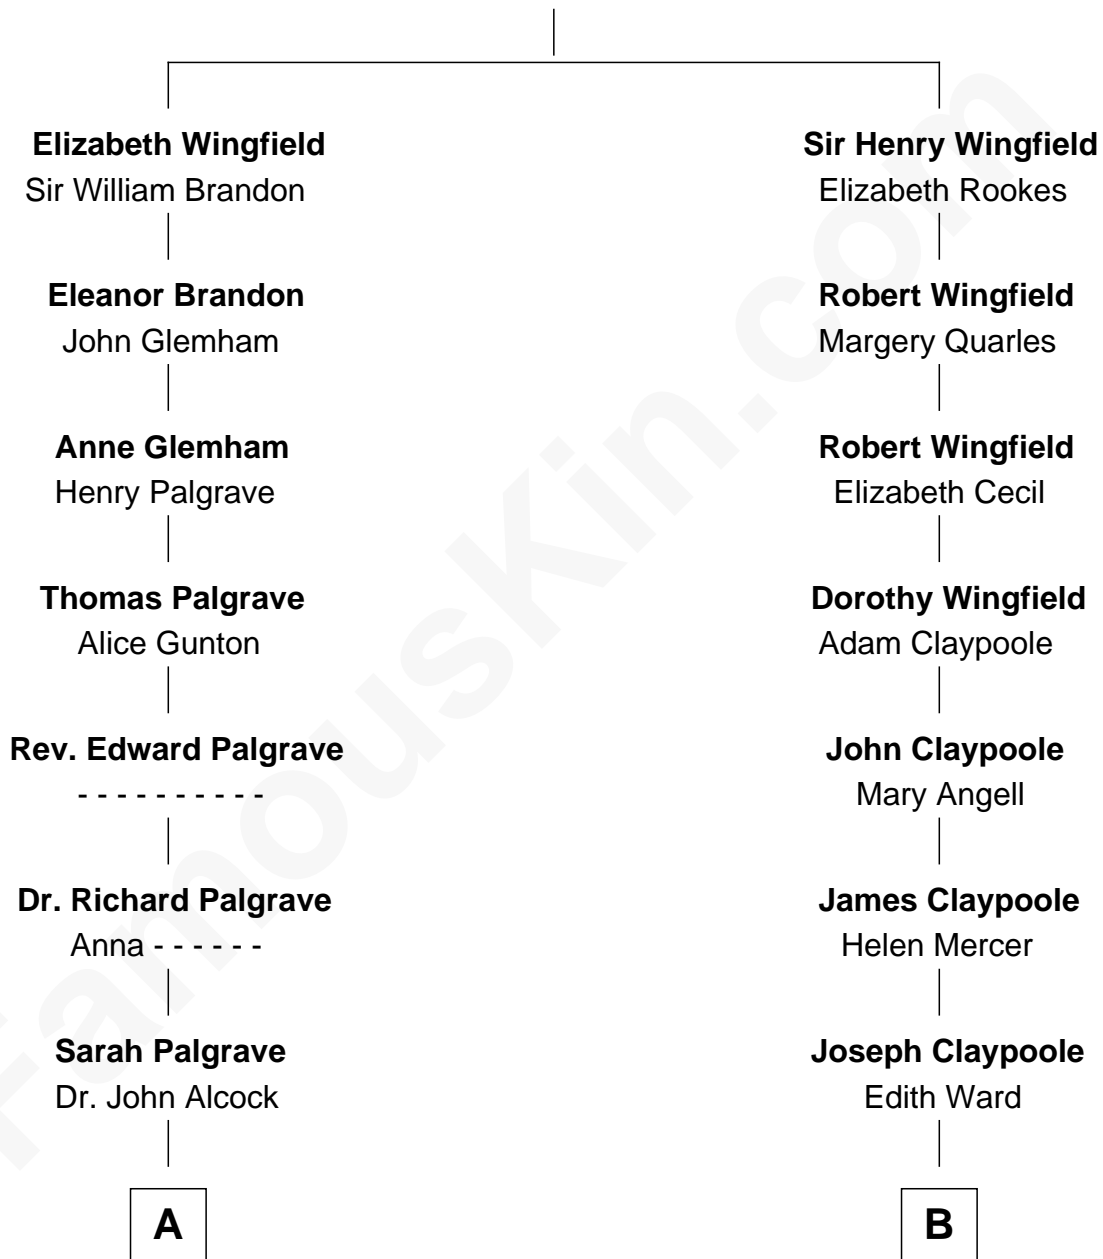 Elizabeth Wingfield
Sir William Brandon
Eleanor Brandon
John Glemham
Anne Glemham
Henry Palgrave
Thomas Palgrave
Alice Gunton
Rev. Edward Palgrave
- - - - - - - - - -
Dr. Richard Palgrave
Anna - - - - - -
Sarah Palgrave
Dr. John Alcock
A
Sir Henry Wingfield
Elizabeth Rookes
Robert Wingfield
Margery Quarles
Robert Wingfield
Elizabeth Cecil
Dorothy Wingfield
Adam Claypoole
John Claypoole
Mary Angell
James Claypoole
Helen Mercer
Joseph Claypoole
Edith Ward
B
FamousKin.com